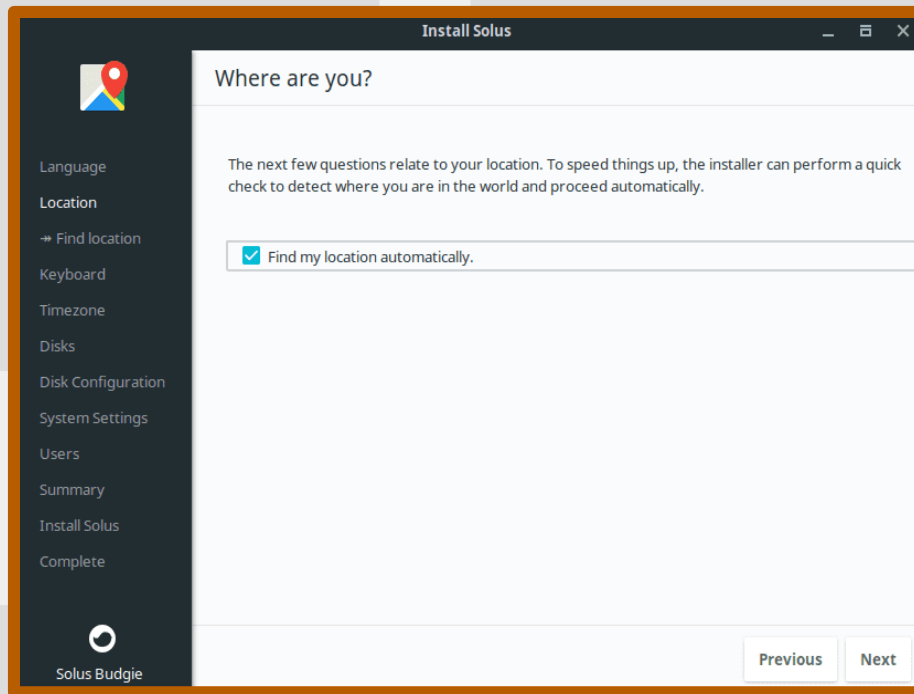 Install Solus
Where are you?
Language
Location
↠ Find location
Keyboard
Timezone
Disks
Disk Configuration
System Settings
Users
Summary
Install Solus
Complete
Solus Budgie
The next few questions relate to your location. To speed things up, the installer can perform a quick
check to detect where you are in the world and proceed automatically.
Find my location automatically.
Previous
Next